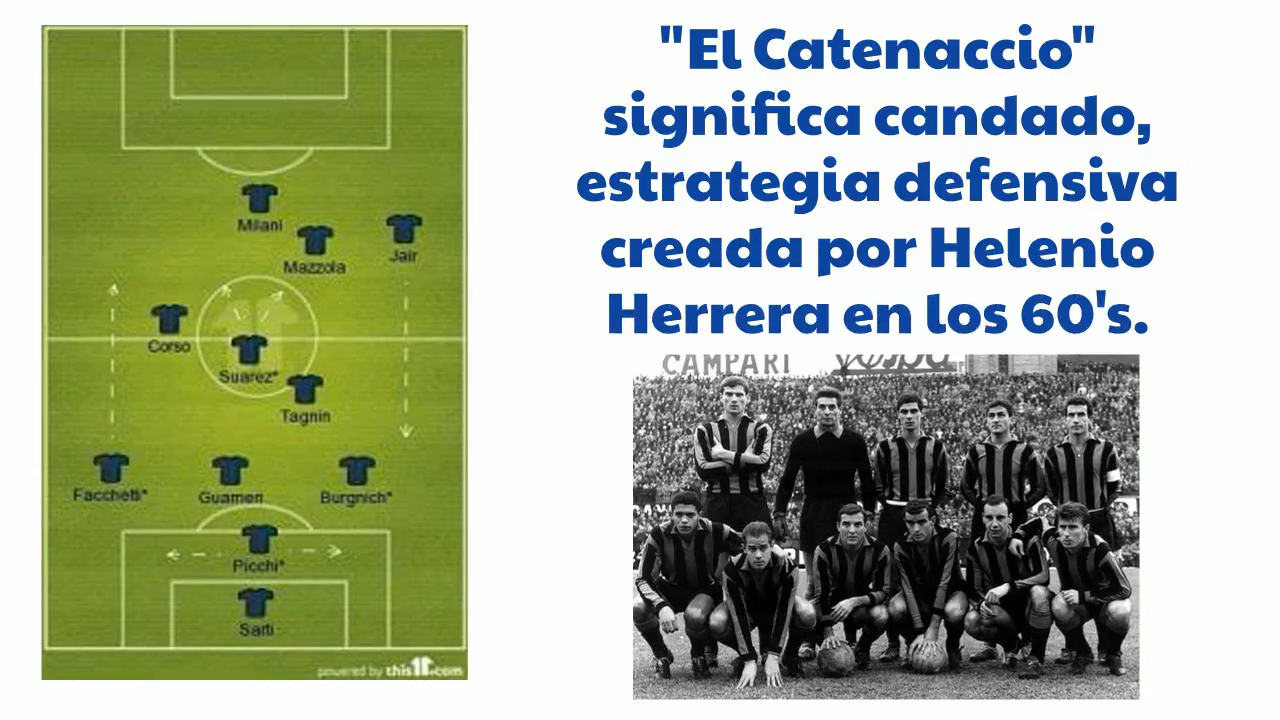 "El Catenaccio"
significa candado,
estrategia defensiva
creada por Helenio
Herrera en los 60's.
Milani
Mazzola
Jair
Corso
Suarez*
Tagnin
Facchetti*
Guarneri
Burgnich*
Picchi*
Sarti
powered by this11.com
CAMPARI
Vespa